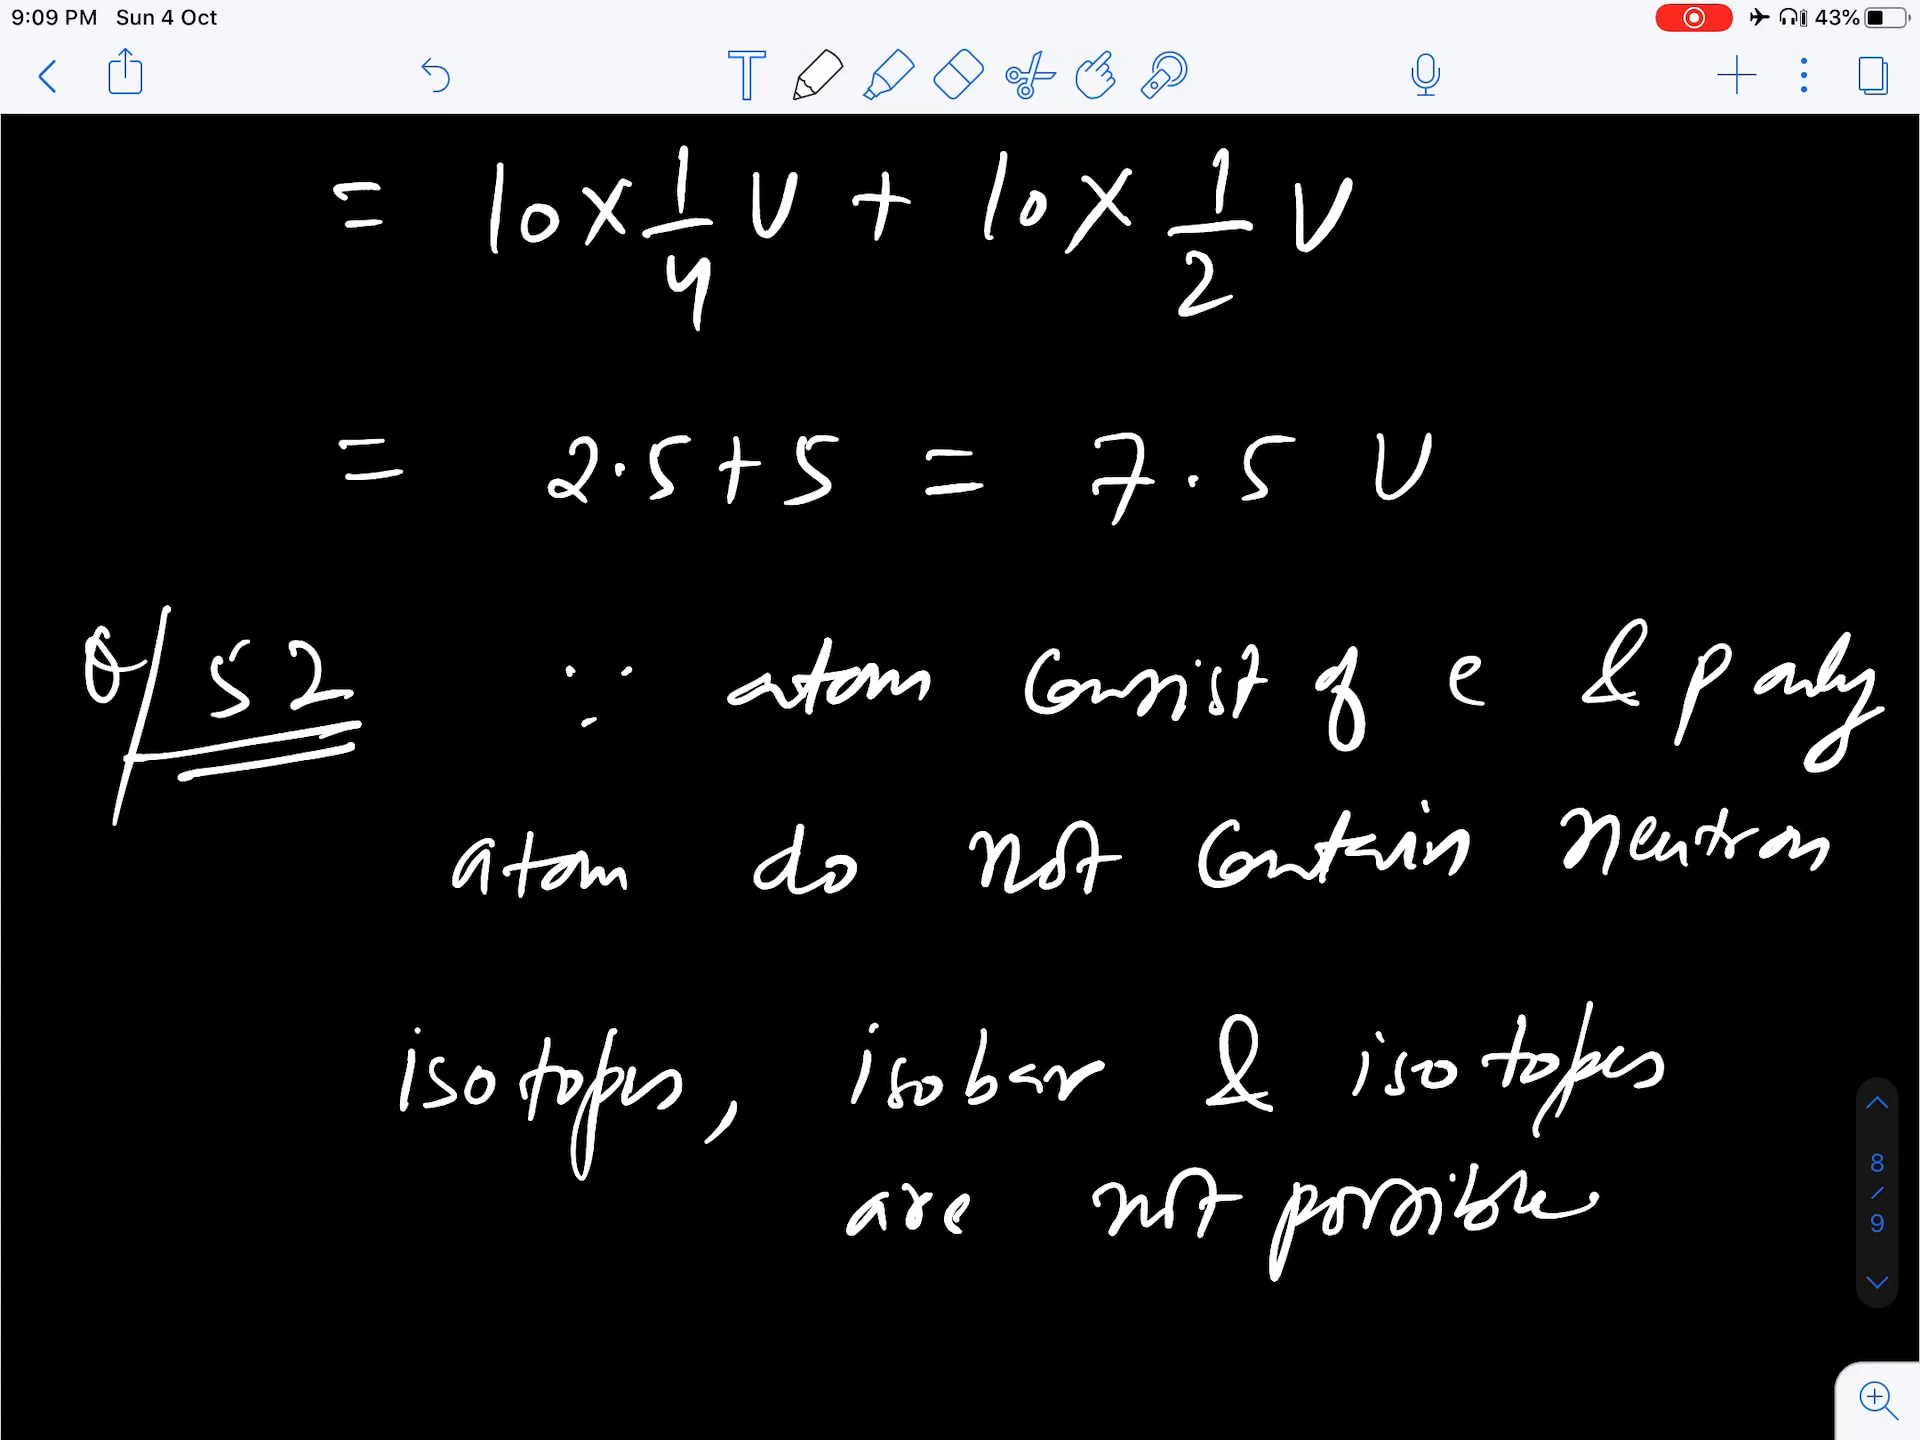 9:09 PM Sun 4 Oct 43%
T
= 10 × 1/4 U + 10 × 1/2 U
= 2.5 + 5 = 7.5 U
Q/52 ∵ atom consist of e & p only
atom do not contain neutron
isotopes, isobar & isotopes
are not possible
8
/
9